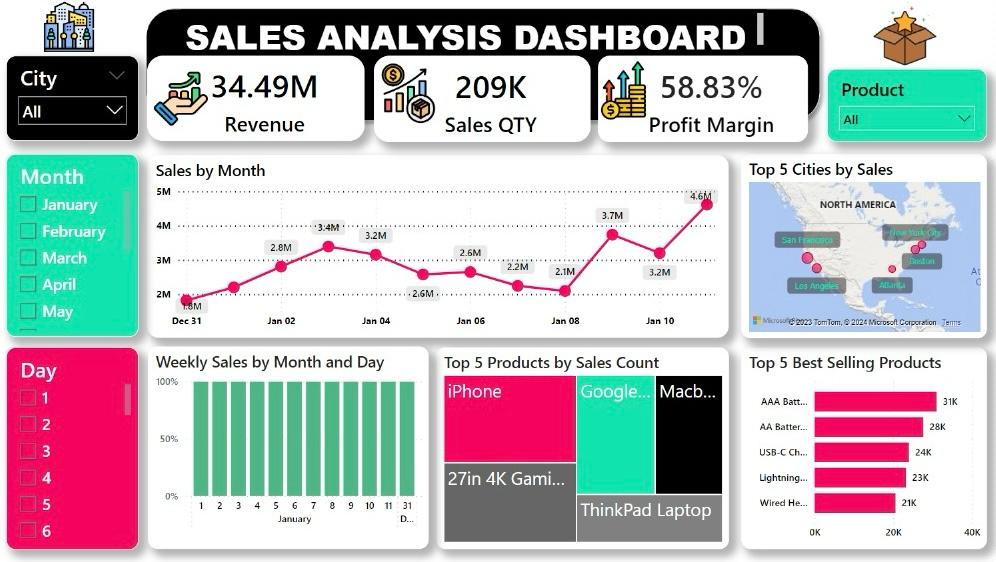 SALES ANALYSIS DASHBOARD
City
All
34.49M
Revenue
209K
Sales QTY
58.83%
Profit Margin
Product
All
Month
January
February
March
April
May
Sales by Month
5M
4M
3M
2M
1.8M
2.8M
3.4M
3.2M
2.6M
2.6M
2.2M
2.1M
3.7M
3.2M
4.6M
Dec 31
Jan 02
Jan 04
Jan 06
Jan 08
Jan 10
Top 5 Cities by Sales
NORTH AMERICA
San Francisco
New York City
Boston
Los Angeles
Atlanta
At
O
Microsoft
© 2023 TomTom, © 2024 Microsoft Corporation Terms
Day
1
2
3
4
5
6
Weekly Sales by Month and Day
100%
50%
0%
1 2 3 4 5 6 7 8 9 10 11 31
January D...
Top 5 Products by Sales Count
iPhone
Google...
Macb...
27in 4K Gami...
ThinkPad Laptop
Top 5 Best Selling Products
AAA Batt... 31K
AA Batter... 28K
USB-C Ch... 24K
Lightning... 23K
Wired He... 21K
0K 20K 40K